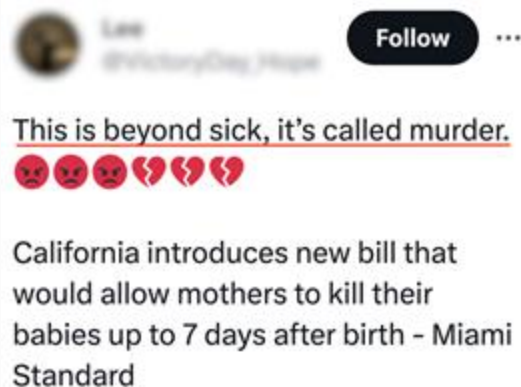 Follow
This is beyond sick, it's called murder.
California introduces new bill that
would allow mothers to kill their
babies up to 7 days after birth - Miami
Standard